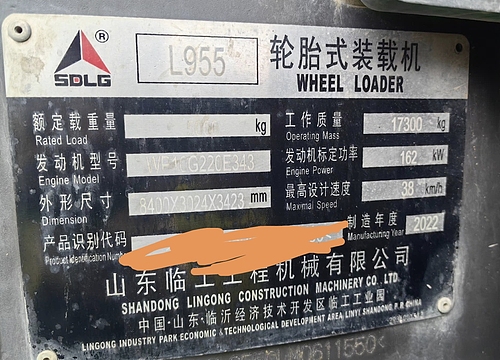 SDLG ®
L955
轮胎式装载机
WHEEL LOADER
额定载重量 kg
Rated Load
发动机型号 G220E343
Engine Model
外形尺寸 8400X3024X3423 mm
Dimension
产品识别代码
Product Identification Number
工作质量 17300 kg
Operating Mass
发动机标定功率 162 kW
Engine Power
最高设计速度 38 km/h
Maximal Speed
制造年度 2022
Manufacturing Year
山东临工工程机械有限公司
SHANDONG LINGONG CONSTRUCTION MACHINERY CO. LTD.
中国·山东·临沂经济技术开发区临工工业园
LINGONG INDUSTRY PARK ECONOMIC & TECHNOLOGICAL DEVELOPMENT AREA, LINYI SHANDONG P.R CHINA